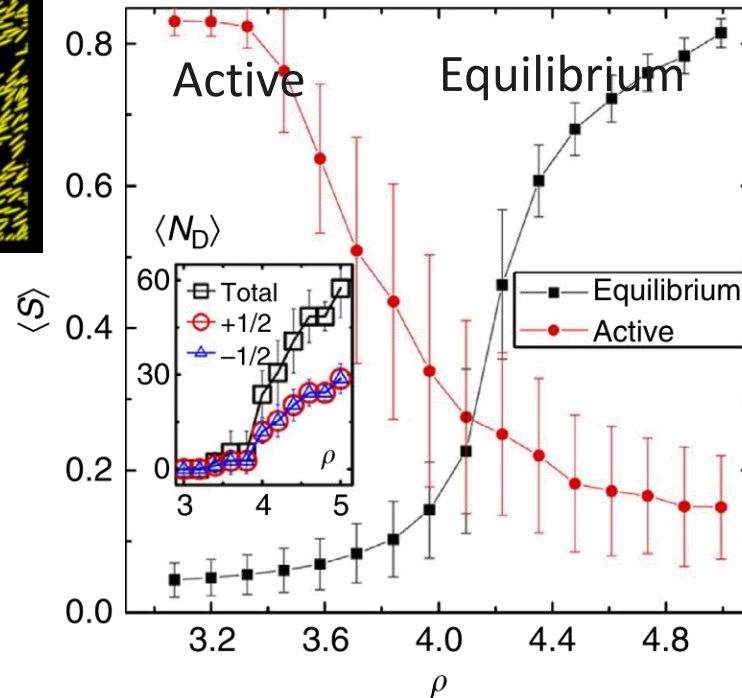 0.8
Active
Equilibrium
0.6
⟨N_D⟩
60
Total
+1/2
−1/2
30
0
ρ
3
4
5
⟨S⟩
0.4
Equilibrium
Active
0.2
0.0
3.2
3.6
4.0
4.4
4.8
ρ